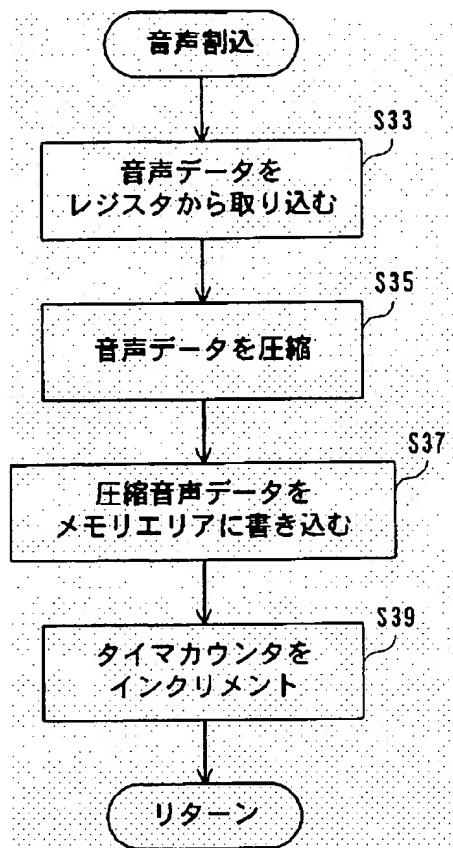 音声割込
S33
音声データを
レジスタから取り込む
S35
音声データを圧縮
S37
圧縮音声データを
メモリエリアに書き込む
S39
タイマカウンタを
インクリメント
リターン